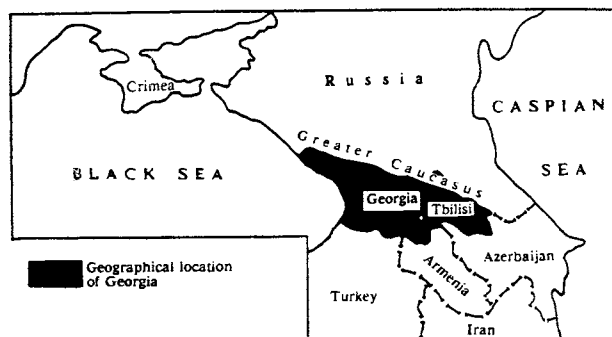 Crimea
Russia
CASPIAN
SEA
Greater Caucasus
BLACK SEA
Georgia
Tbilisi
Geographical location
of Georgia
Azerbaijan
Armenia
Turkey
Iran